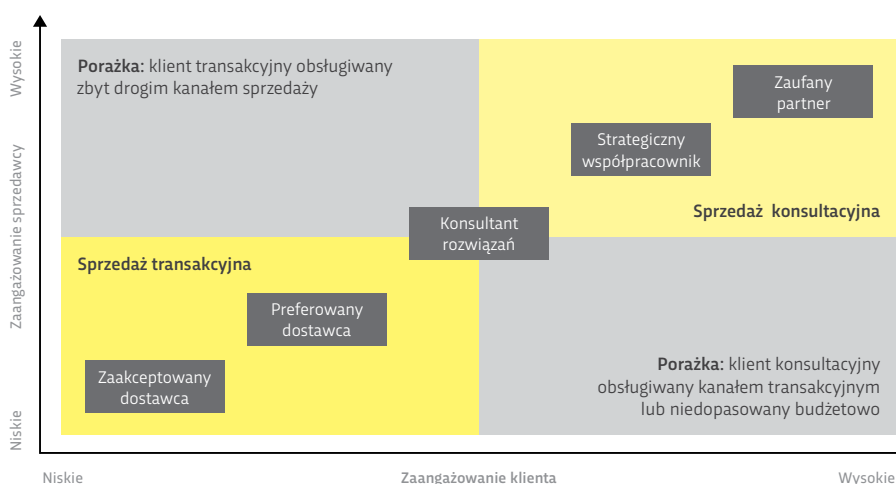 Wysokie
Zaangażowanie sprzedawcy
Niskie
Porażka: klient transakcyjny obsługiwany
zbyt drogim kanałem sprzedaży
Zaufany
partner
Strategiczny
współpracownik
Sprzedaż konsultacyjna
Konsultant
rozwiązań
Sprzedaż transakcyjna
Preferowany
dostawca
Zaakceptowany
dostawca
Porażka: klient konsultacyjny
obsługiwany kanałem transakcyjnym
lub niedopasowany budżetowo
Niskie
Zaangażowanie klienta
Wysokie